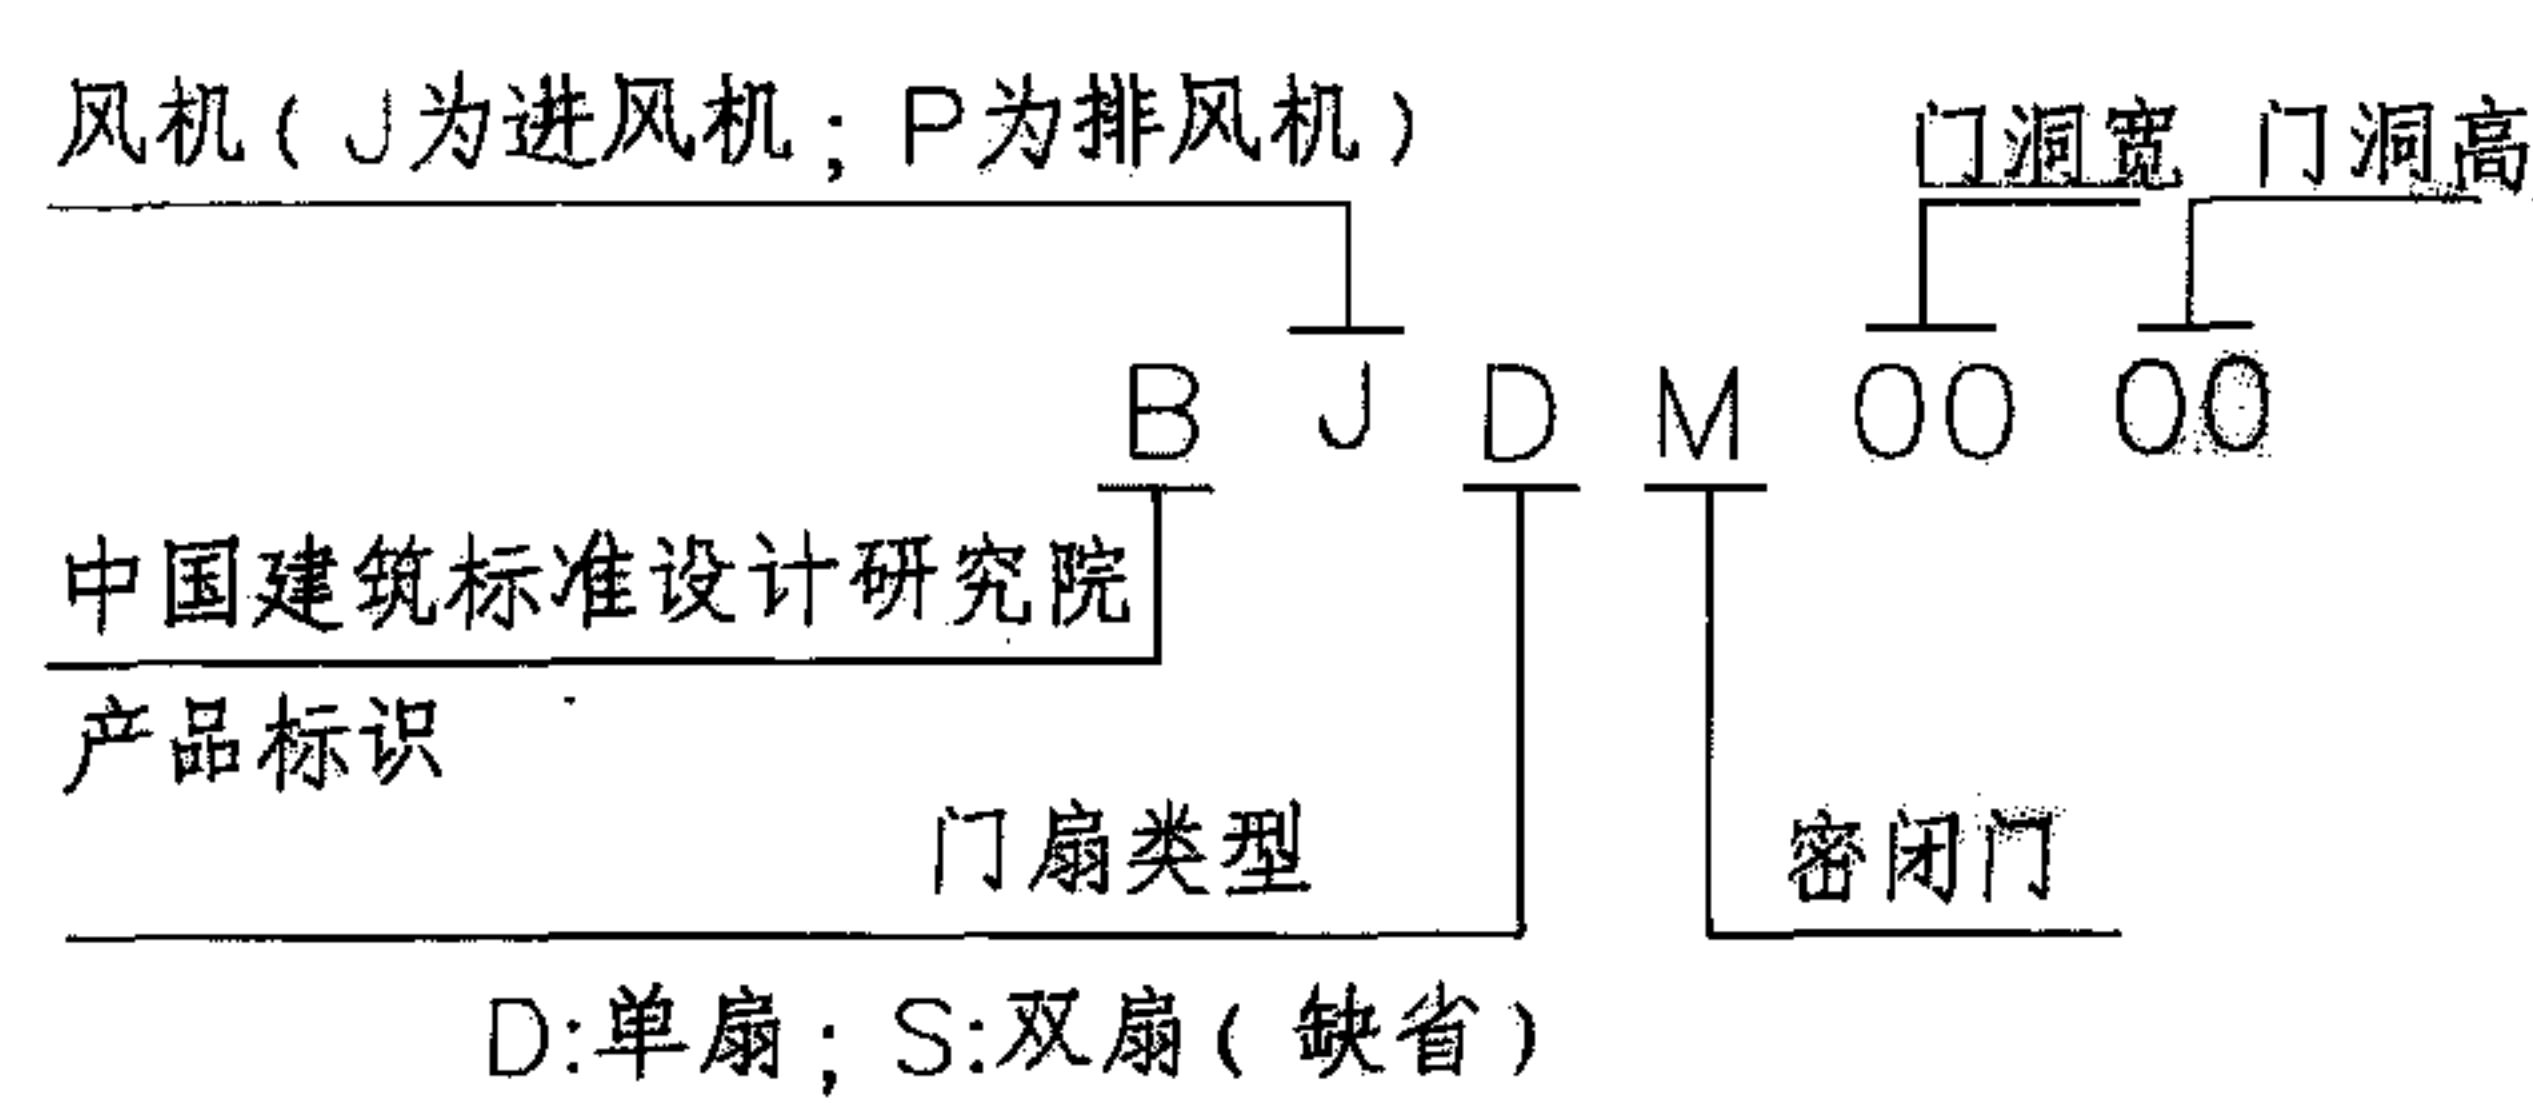 风机(J为进风机;P为排风机)
门洞宽 门洞高
B J D M 00 00
中国建筑标准设计研究院
产品标识
门扇类型
密闭门
D:单扇;S:双扇(缺省)